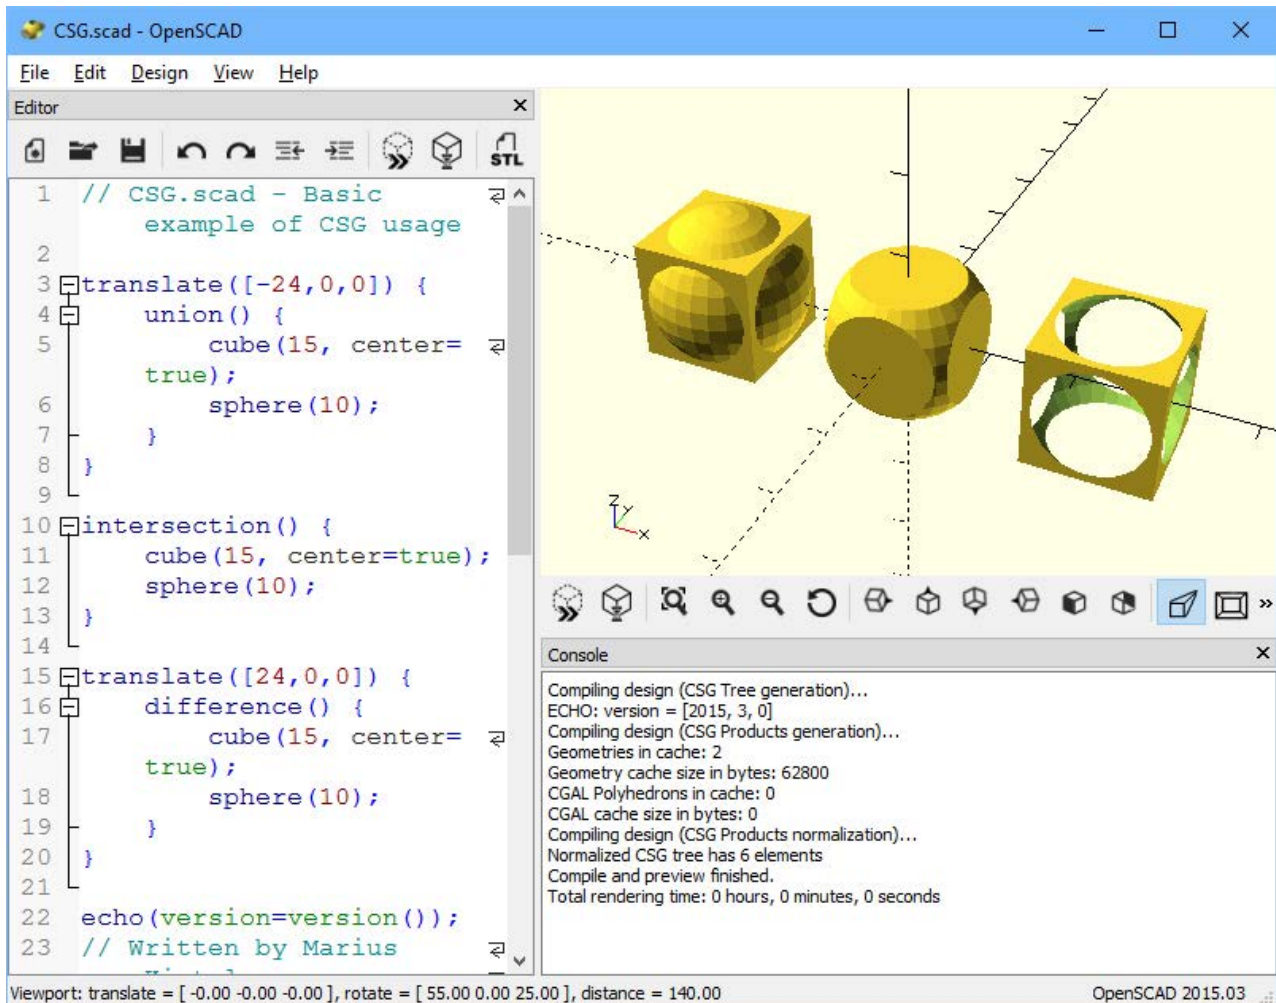 CSG.scad - OpenSCAD
File Edit Design View Help
Editor
STL
1 // CSG.scad - Basic
example of CSG usage
2
3 translate([-24,0,0]) {
4 union() {
5 cube(15, center=
true);
6 sphere(10);
7 }
8 }
9
10 intersection() {
11 cube(15, center=true);
12 sphere(10);
13 }
14
15 translate([24,0,0]) {
16 difference() {
17 cube(15, center=
true);
18 sphere(10);
19 }
20 }
21
22 echo(version=version());
23 // Written by Marius
Z
Y
X
»
Console
Compiling design (CSG Tree generation)...
ECHO: version = [2015, 3, 0]
Compiling design (CSG Products generation)...
Geometries in cache: 2
Geometry cache size in bytes: 62800
CGAL Polyhedrons in cache: 0
CGAL cache size in bytes: 0
Compiling design (CSG Products normalization)...
Normalized CSG tree has 6 elements
Compile and preview finished.
Total rendering time: 0 hours, 0 minutes, 0 seconds
Viewport: translate = [ -0.00 -0.00 -0.00 ], rotate = [ 55.00 0.00 25.00 ], distance = 140.00
OpenSCAD 2015.03